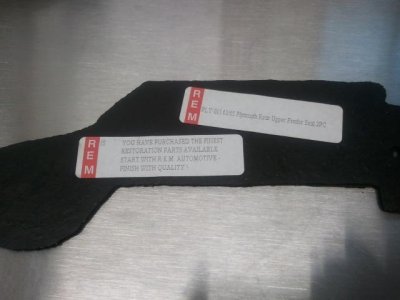 REM
Plymouth Rear Upper Fender Seal 2PC
REM
YOU HAVE PURCHASED THE FINEST
RESTORATION PARTS AVAILABLE
START WITH R.E.M. AUTOMOTIVE -
FINISH WITH QUALITY!